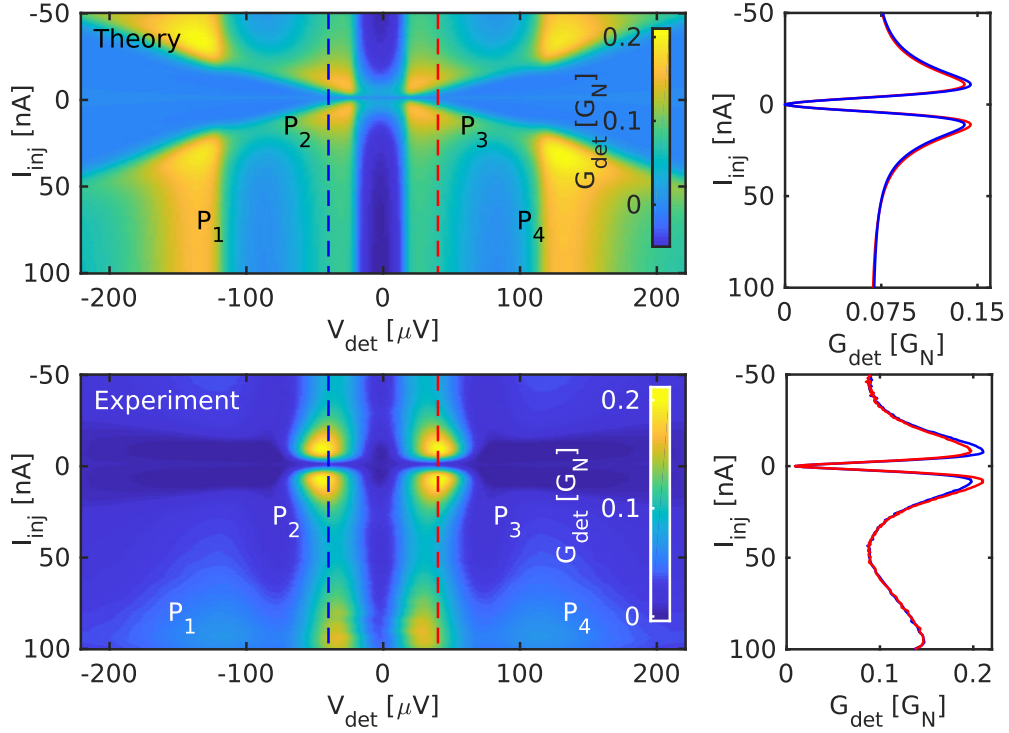 Theory
-50
0
50
100
I_inj [nA]
-200 -100 0 100 200
V_det [μV]
P_1
P_2
P_3
P_4
G_det [G_N]
0.2
0.1
0
-50
0
50
100
I_inj [nA]
0 0.075 0.15
G_det [G_N]
Experiment
-50
0
50
100
I_inj [nA]
-200 -100 0 100 200
V_det [μV]
P_1
P_2
P_3
P_4
G_det [G_N]
0.2
0.1
0
-50
0
50
100
I_inj [nA]
0 0.1 0.2
G_det [G_N]